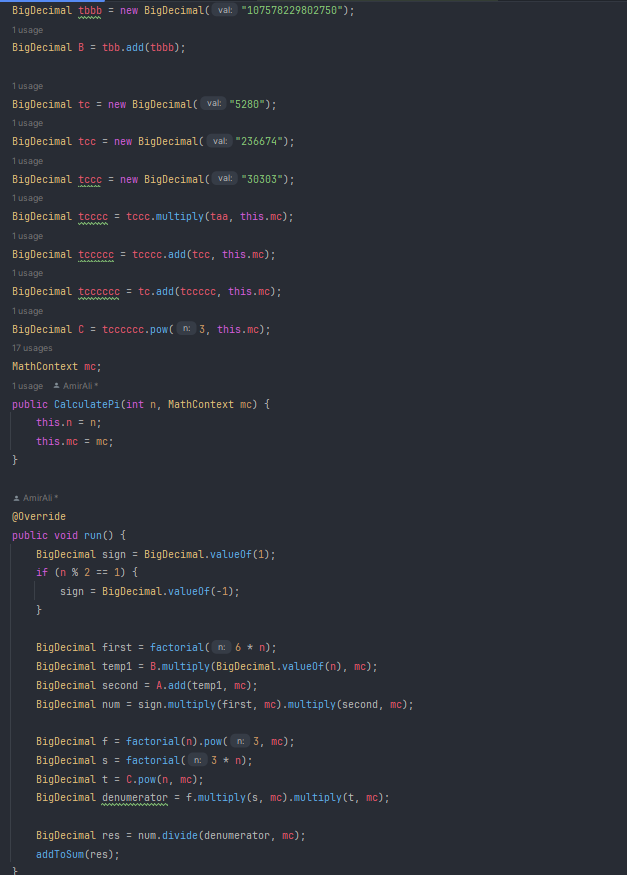 BigDecimal tbbb = new BigDecimal( val: "107578229802750");
1 usage
BigDecimal B = tbb.add(tbbb);
1 usage
BigDecimal tc = new BigDecimal( val: "5280");
1 usage
BigDecimal tcc = new BigDecimal( val: "236674");
1 usage
BigDecimal tccc = new BigDecimal( val: "30303");
1 usage
BigDecimal tcccc = tccc.multiply(taa, this.mc);
1 usage
BigDecimal tccccc = tcccc.add(tcc, this.mc);
1 usage
BigDecimal tcccccc = tc.add(tccccc, this.mc);
1 usage
BigDecimal C = tcccccc.pow( n: 3, this.mc);
17 usages
MathContext mc;
1 usage AmirAli *
public CalculatePi(int n, MathContext mc) {
this.n = n;
this.mc = mc;
}
AmirAli *
@Override
public void run() {
BigDecimal sign = BigDecimal.valueOf(1);
if (n % 2 == 1) {
sign = BigDecimal.valueOf(-1);
}
BigDecimal first = factorial( n: 6 * n);
BigDecimal temp1 = B.multiply(BigDecimal.valueOf(n), mc);
BigDecimal second = A.add(temp1, mc);
BigDecimal num = sign.multiply(first, mc).multiply(second, mc);
BigDecimal f = factorial(n).pow( n: 3, mc);
BigDecimal s = factorial( n: 3 * n);
BigDecimal t = C.pow(n, mc);
BigDecimal denumerator = f.multiply(s, mc).multiply(t, mc);
BigDecimal res = num.divide(denumerator, mc);
addToSum(res);
}